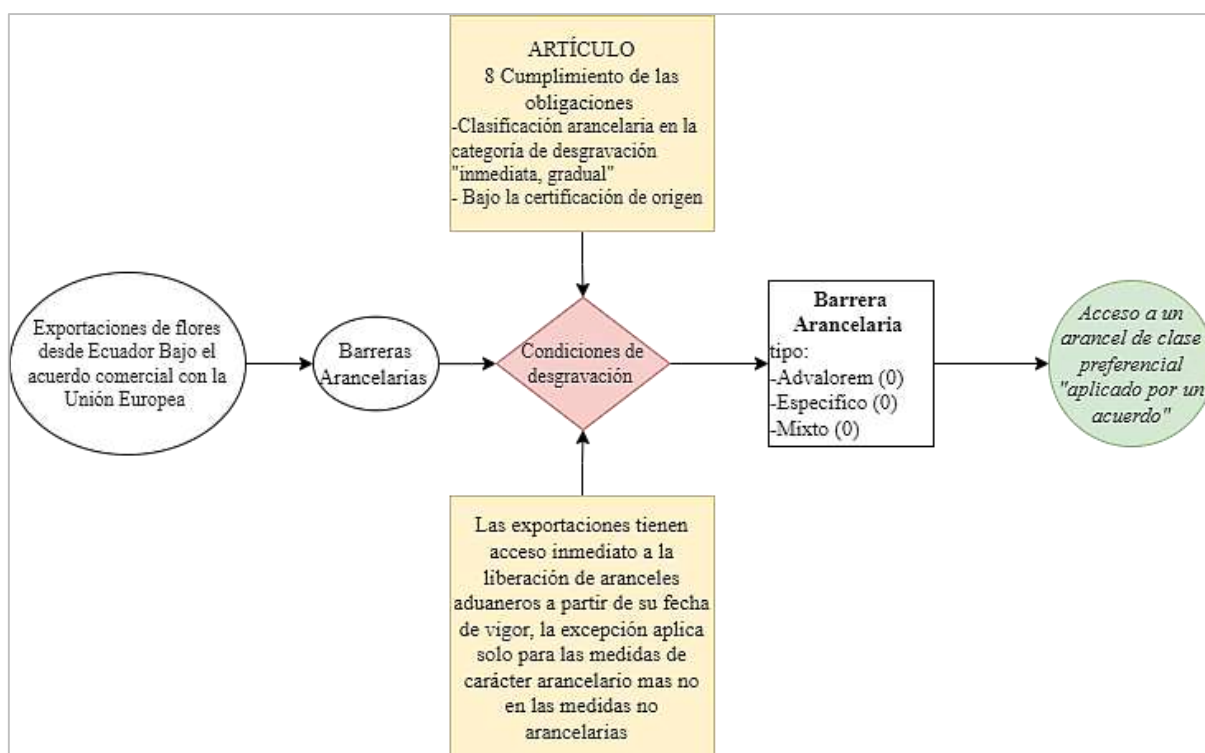 ARTÍCULO
8 Cumplimiento de las
obligaciones
-Clasificación arancelaria en la
categoría de desgravación
"inmediata, gradual"
- Bajo la certificación de origen
Exportaciones de flores
desde Ecuador Bajo el
acuerdo comercial con la
Unión Europea
Barreras
Arancelarias
Condiciones de
desgravación
Barrera
Arancelaria
tipo:
-Advalorem (0)
-Especifico (0)
-Mixto (0)
Acceso a un
arancel de clase
preferencial
"aplicado por un
acuerdo"
Las exportaciones tienen
acceso inmediato a la
liberación de aranceles
aduaneros a partir de su fecha
de vigor, la excepción aplica
solo para las medidas de
carácter arancelario mas no
en las medidas no
arancelarias